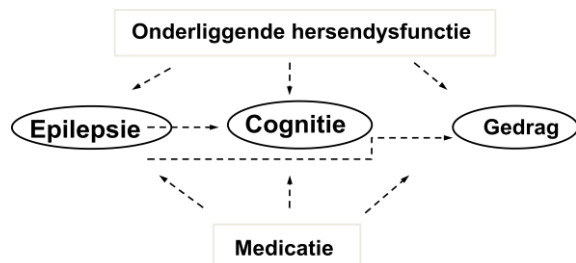 Onderliggende hersendysfunctie
Epilepsie
Cognitie
Gedrag
Medicatie